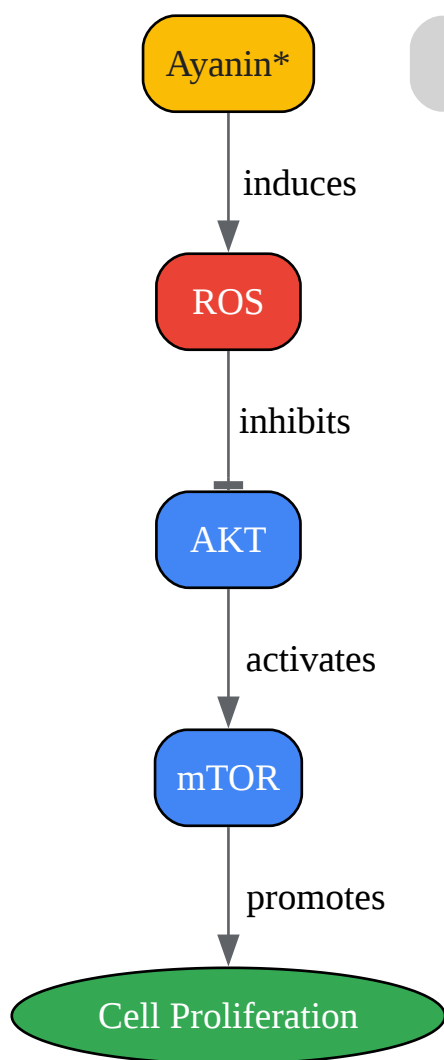 Ayanin*
induces
ROS
inhibits
AKT
activates
mTOR
promotes
Cell Proliferation